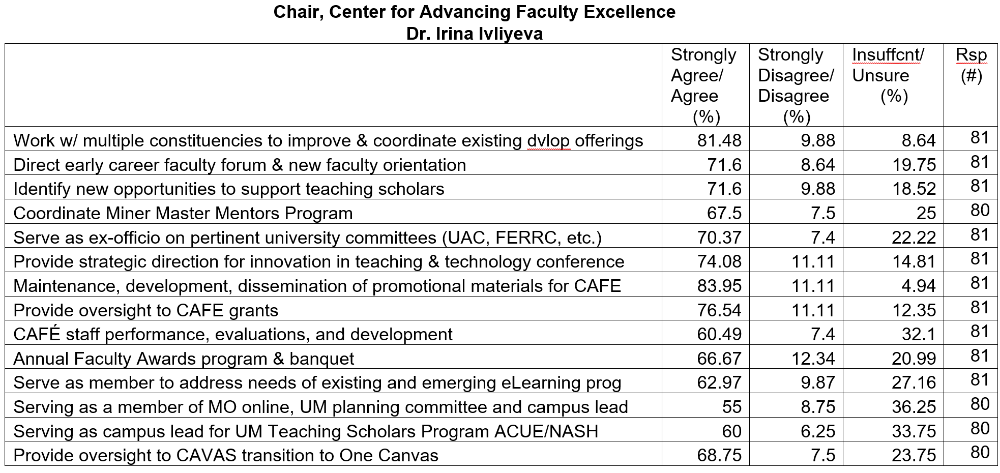 Chair, Center for Advancing Faculty Excellence
Dr. Irina Ivliyeva
Strongly Agree/ Agree (%) Strongly Disagree/ Disagree (%) Insuffcnt/ Unsure (%) Rsp (#)
Work w/ multiple constituencies to improve & coordinate existing dvlop offerings 81.48 9.88 8.64 81
Direct early career faculty forum & new faculty orientation 71.6 8.64 19.75 81
Identify new opportunities to support teaching scholars 71.6 9.88 18.52 81
Coordinate Miner Master Mentors Program 67.5 7.5 25 80
Serve as ex-officio on pertinent university committees (UAC, FERRC, etc.) 70.37 7.4 22.22 81
Provide strategic direction for innovation in teaching & technology conference 74.08 11.11 14.81 81
Maintenance, development, dissemination of promotional materials for CAFE 83.95 11.11 4.94 81
Provide oversight to CAFE grants 76.54 11.11 12.35 81
CAFÉ staff performance, evaluations, and development 60.49 7.4 32.1 81
Annual Faculty Awards program & banquet 66.67 12.34 20.99 81
Serve as member to address needs of existing and emerging eLearning prog 62.97 9.87 27.16 81
Serving as a member of MO online, UM planning committee and campus lead 55 8.75 36.25 80
Serving as campus lead for UM Teaching Scholars Program ACUE/NASH 60 6.25 33.75 80
Provide oversight to CAVAS transition to One Canvas 68.75 7.5 23.75 80